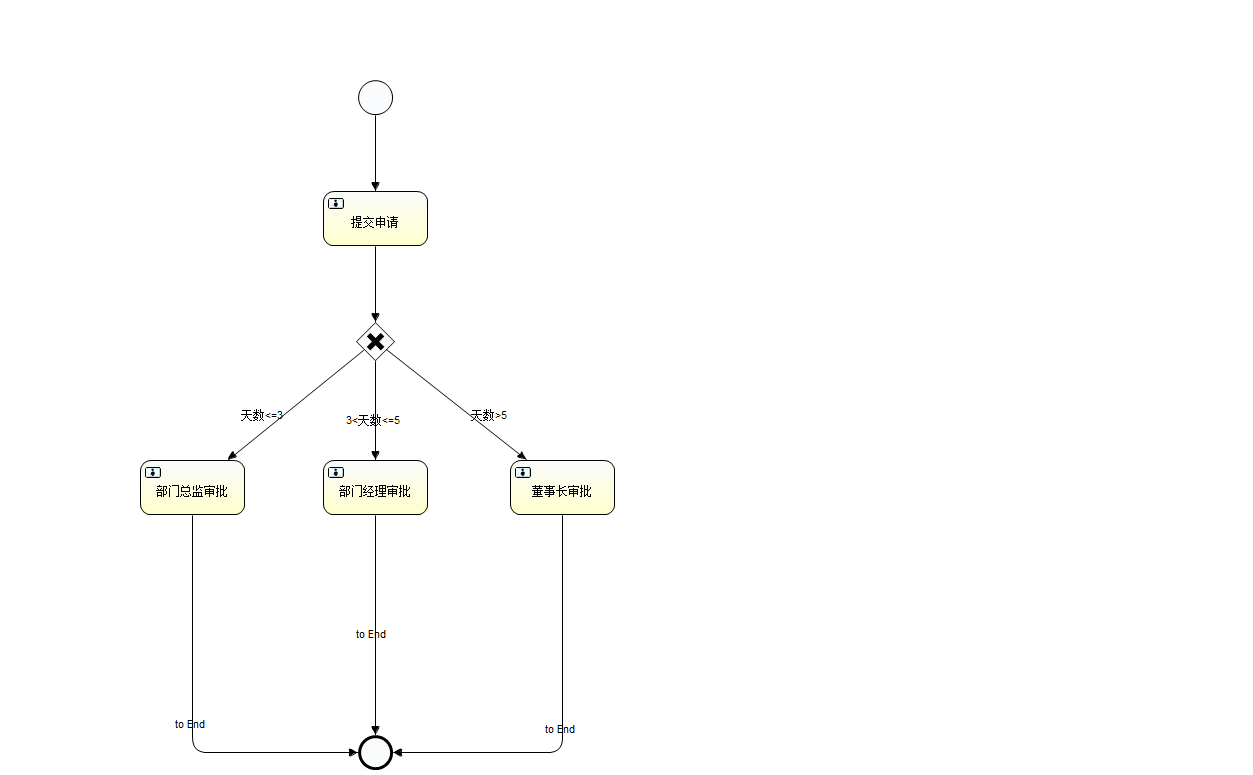 提交申请
天数<=3
3<天数<=5
天数>5
部门总监审批
部门经理审批
董事长审批
to End
to End
to End